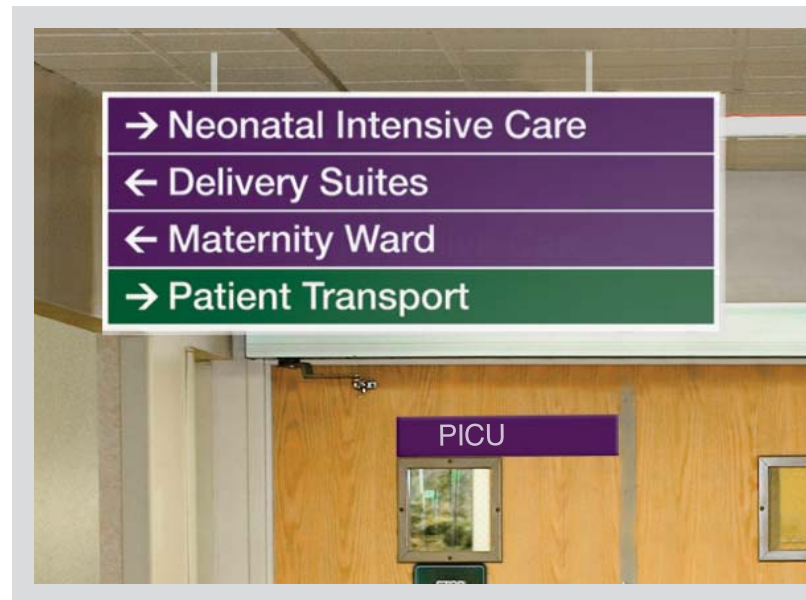 → Neonatal Intensive Care
← Delivery Suites
← Maternity Ward
→ Patient Transport
PICU